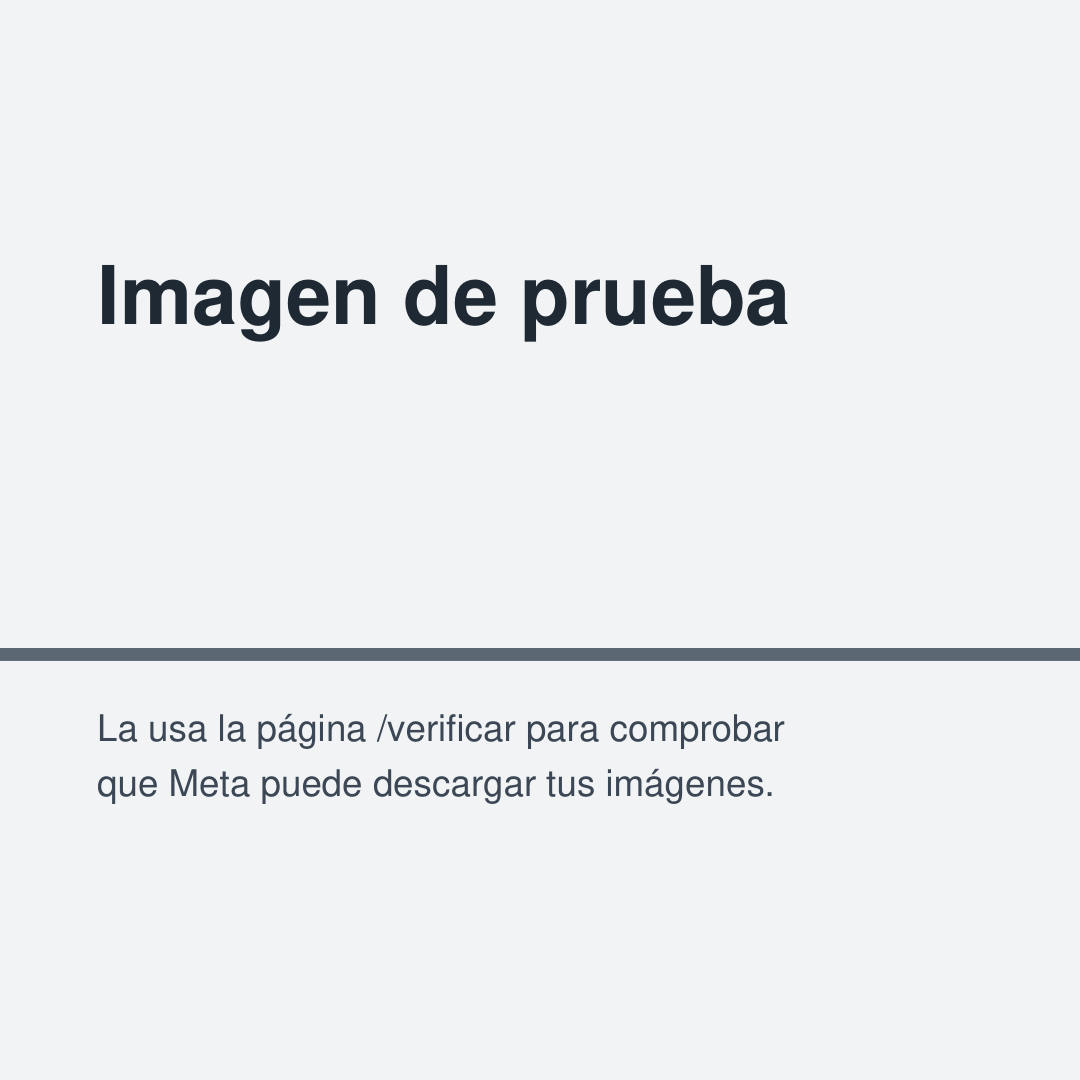 Imagen de prueba
La usa la página /verificar para comprobar
que Meta puede descargar tus imágenes.